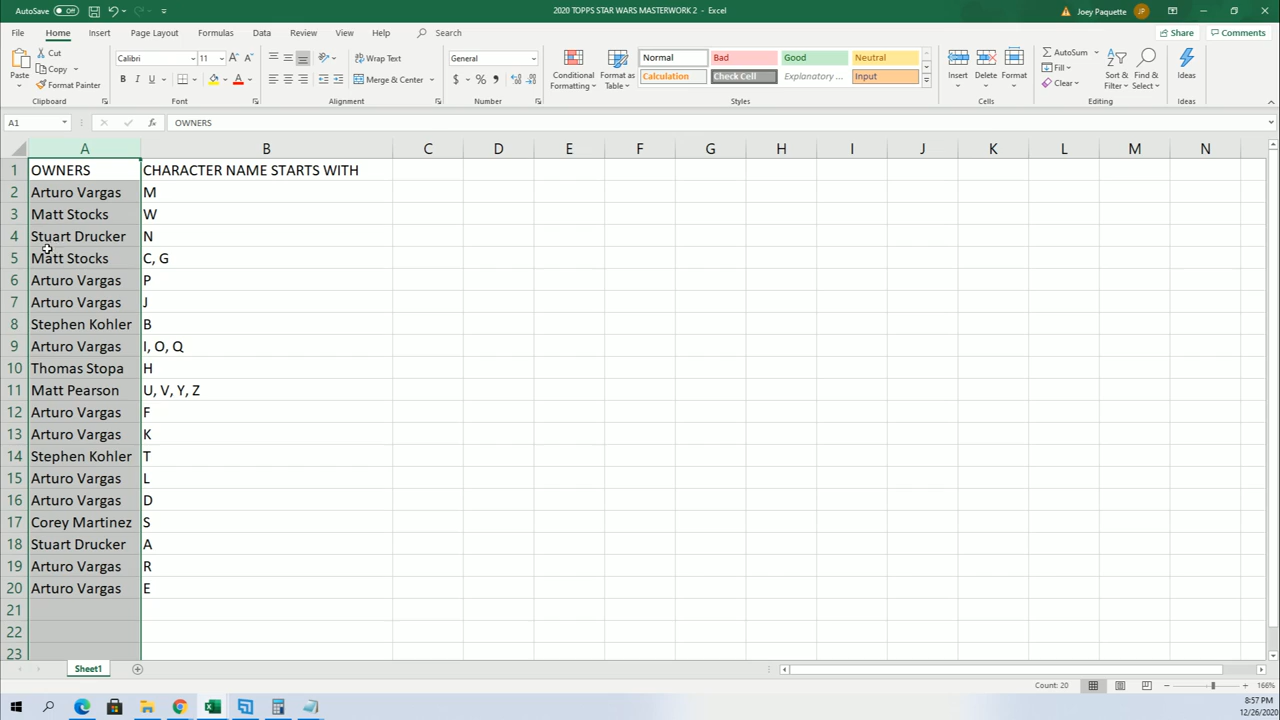 AutoSave Off 2020 TOPPS STAR WARS MASTERWORK 2 - Excel Joey Paquette JP
File Home Insert Page Layout Formulas Data Review View Help Search Share Comments
Paste Cut Copy Format Painter Clipboard
Calibri 11 A A B I U A Font
Wrap Text Merge & Center Alignment
General $ % , Number
Conditional Formatting Format as Table
Normal Bad Good Neutral
Calculation Check Cell Explanatory ... Input
Styles
Insert Delete Format Cells
AutoSum Fill Clear Sort & Filter Find & Select Editing
Ideas Ideas
A1 fx OWNERS
A B C D E F G H I J K L M N
1 OWNERS CHARACTER NAME STARTS WITH
2 Arturo Vargas M
3 Matt Stocks W
4 Stuart Drucker N
5 Matt Stocks C, G
6 Arturo Vargas P
7 Arturo Vargas J
8 Stephen Kohler B
9 Arturo Vargas I, O, Q
10 Thomas Stopa H
11 Matt Pearson U, V, Y, Z
12 Arturo Vargas F
13 Arturo Vargas K
14 Stephen Kohler T
15 Arturo Vargas L
16 Arturo Vargas D
17 Corey Martinez S
18 Stuart Drucker A
19 Arturo Vargas R
20 Arturo Vargas E
21
22
23
Sheet1
Count: 20 166%
8:57 PM
12/26/2020